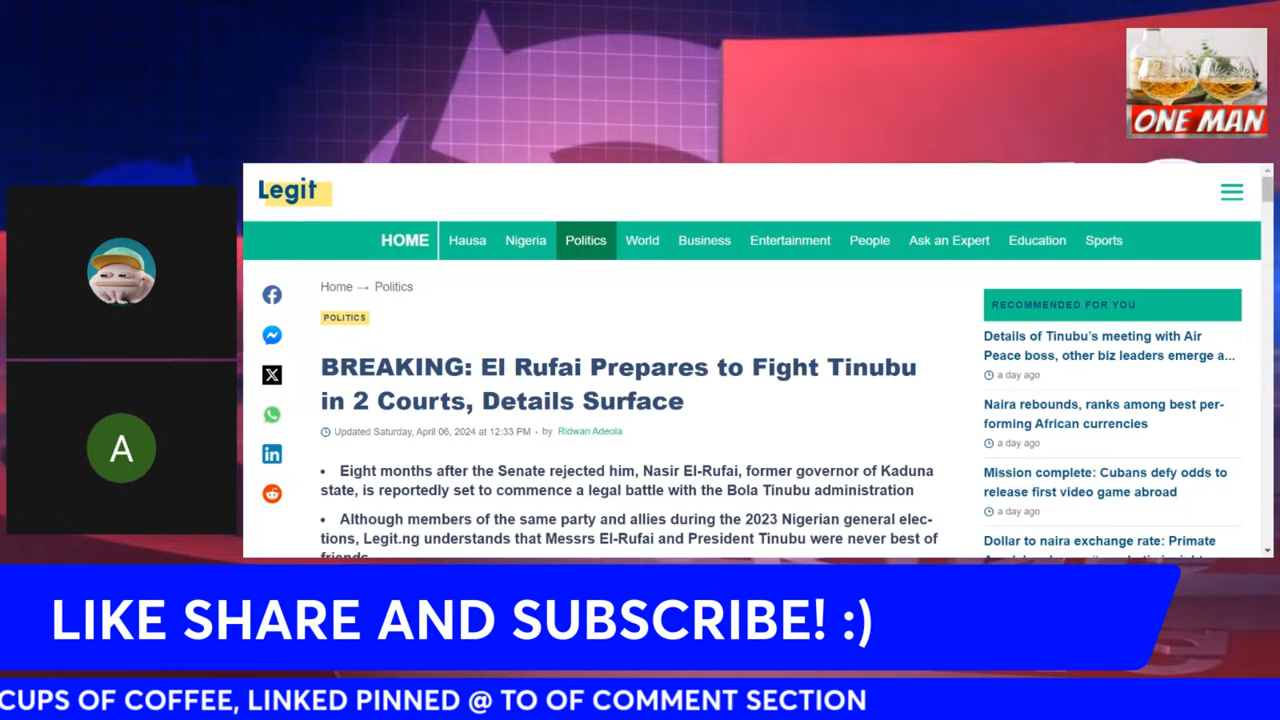 ONE MAN
Legit
HOME Hausa Nigeria Politics World Business Entertainment People Ask an Expert Education Sports
Home → Politics
POLITICS
BREAKING: El Rufai Prepares to Fight Tinubu
in 2 Courts, Details Surface
Updated Saturday, April 06, 2024 at 12:33 PM • by Ridwan Adeola
• Eight months after the Senate rejected him, Nasir El-Rufai, former governor of Kaduna
state, is reportedly set to commence a legal battle with the Bola Tinubu administration
• Although members of the same party and allies during the 2023 Nigerian general elec-
tions, Legit.ng understands that Messrs El-Rufai and President Tinubu were never best of
friends
RECOMMENDED FOR YOU
Details of Tinubu's meeting with Air
Peace boss, other biz leaders emerge a...
a day ago
Naira rebounds, ranks among best per-
forming African currencies
a day ago
Mission complete: Cubans defy odds to
release first video game abroad
a day ago
Dollar to naira exchange rate: Primate
A
LIKE SHARE AND SUBSCRIBE! :)
CUPS OF COFFEE, LINKED PINNED @ TO OF COMMENT SECTION